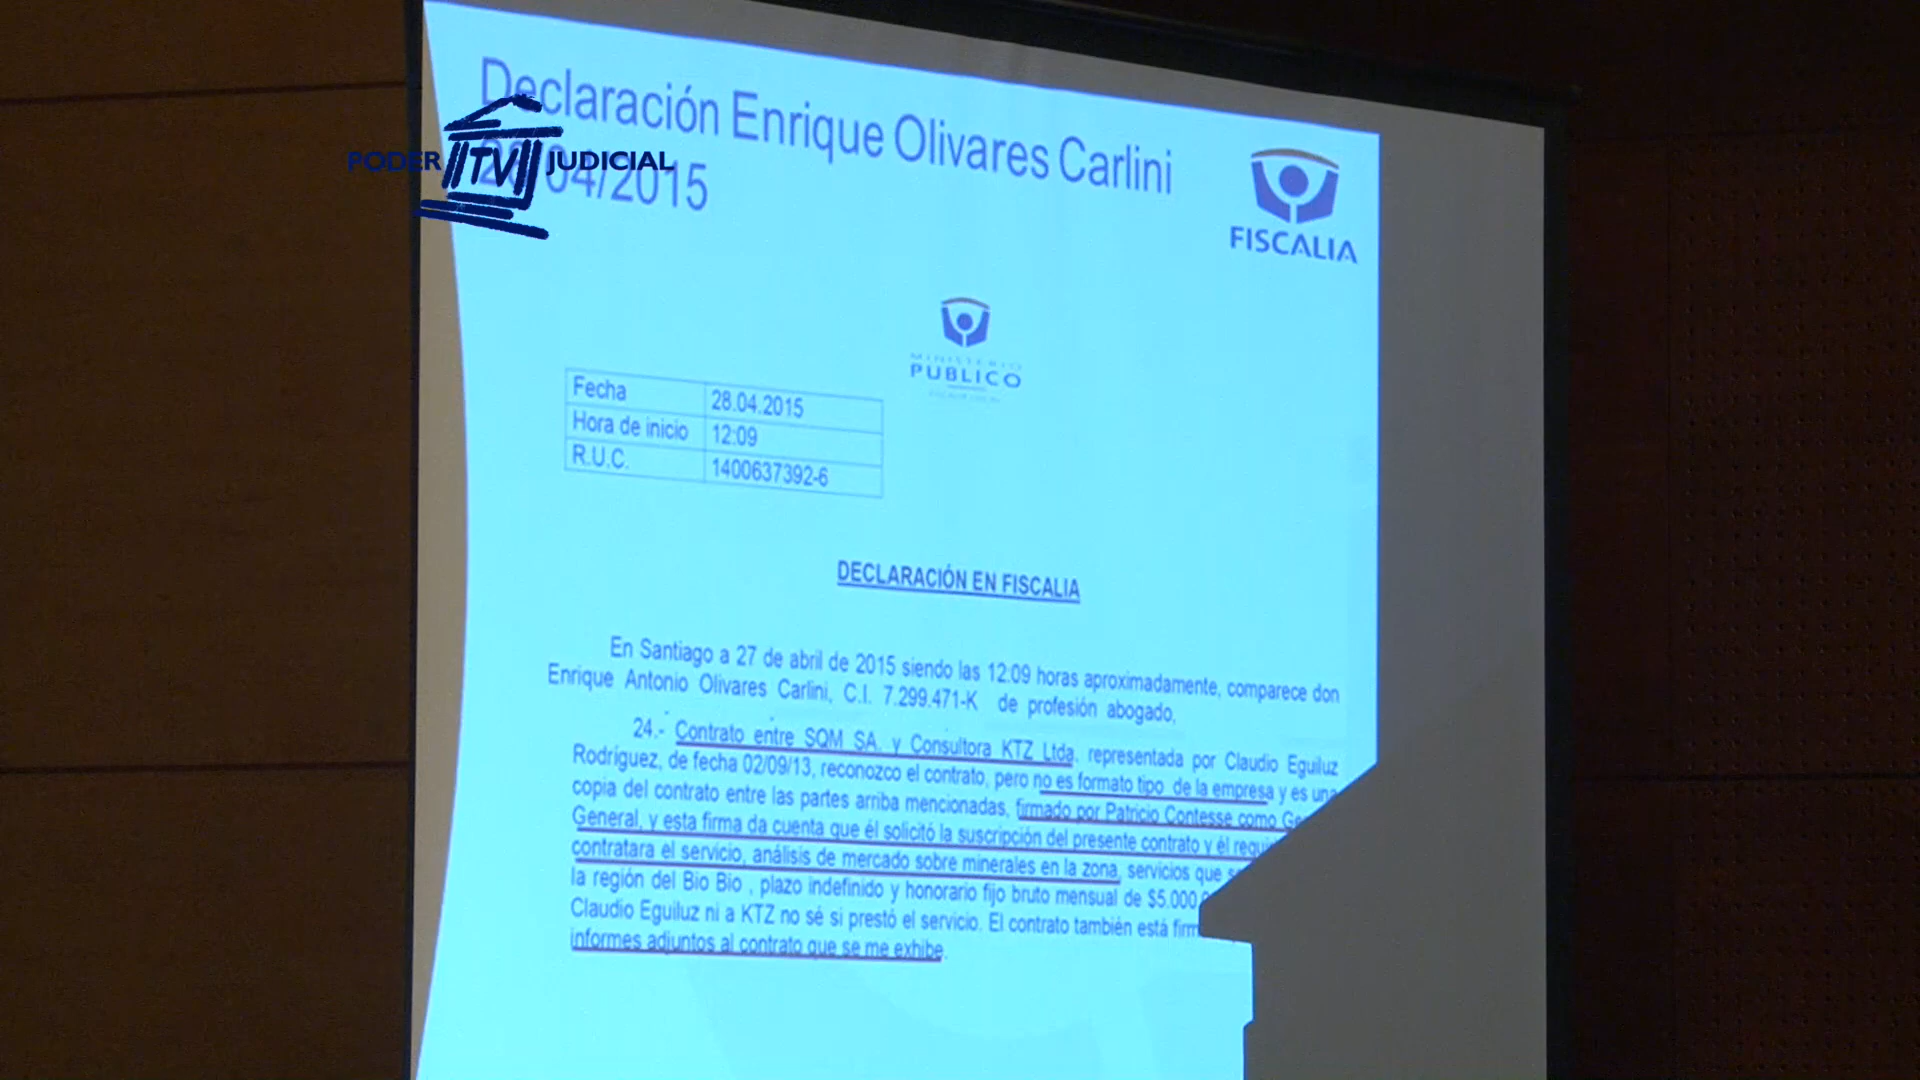 Declaración Enrique Olivares Carlini
/04/2015
PODER TV JUDICIAL
FISCALIA
MINISTERIO
PUBLICO
Fecha 28.04.2015
Hora de inicio 12:09
R.U.C. 1400637392-6
DECLARACIÓN EN FISCALIA
En Santiago a 27 de abril de 2015 siendo las 12:09 horas aproximadamente, comparece don
Enrique Antonio Olivares Carlini, C.I. 7.299.471-K de profesión abogado,
24.- Contrato entre SQM SA. y Consultora KTZ Ltda, representada por Claudio Eguiluz
Rodríguez, de fecha 02/09/13, reconozco el contrato, pero no es formato tipo de la empresa y es una
copia del contrato entre las partes arriba mencionadas, firmado por Patricio Contesse como
General, y esta firma da cuenta que él solicitó la suscripción del presente contrato y él
contratara el servicio, análisis de mercado sobre minerales en la zona, servicios que
la región del Bio Bio , plazo indefinido y honorario fijo bruto mensual de $5.000
Claudio Eguiluz ni a KTZ no sé si prestó el servicio. El contrato también está
informes adjuntos al contrato que se me exhibe.